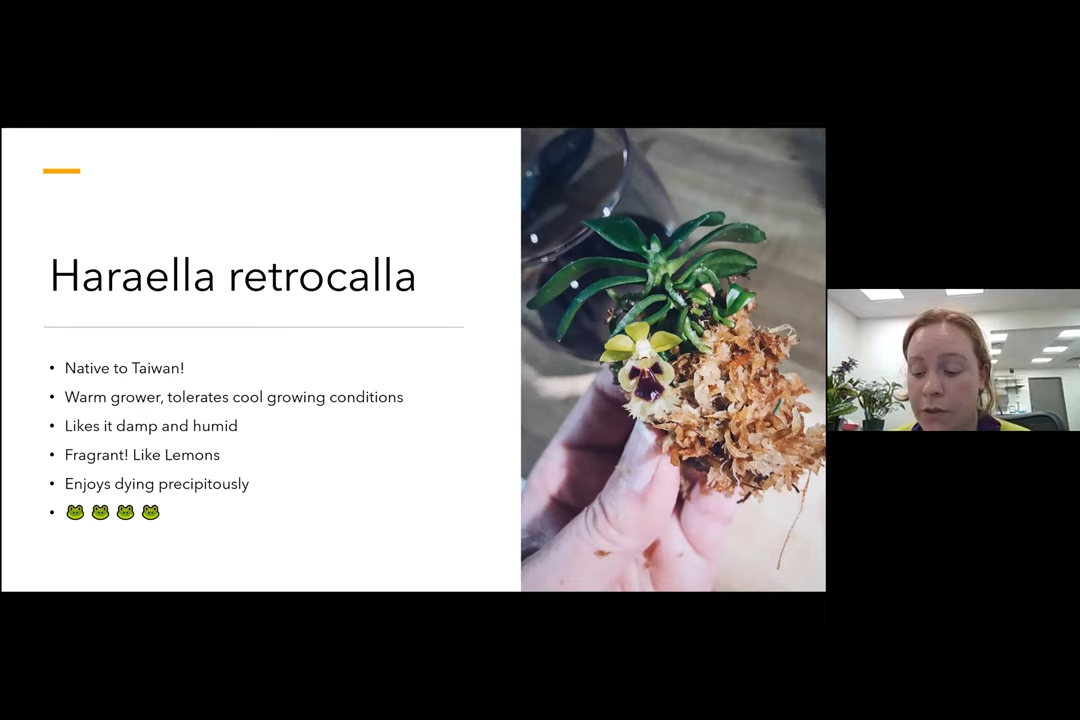 Haraella retrocalla
• Native to Taiwan!
• Warm grower, tolerates cool growing conditions
• Likes it damp and humid
• Fragrant! Like Lemons
• Enjoys dying precipitously
• 🐸 🐸 🐸 🐸